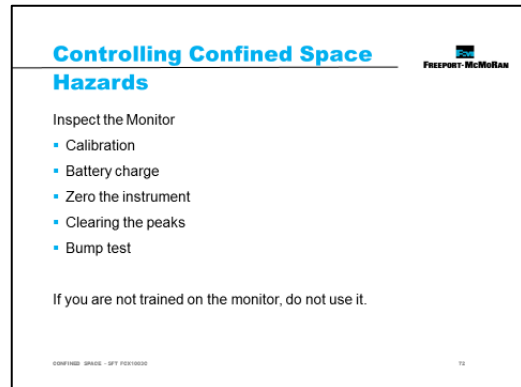 Controlling Confined Space
Hazards
FREEPORT-McMoRAN
Inspect the Monitor
Calibration
Battery charge
Zero the instrument
Clearing the peaks
Bump test
If you are not trained on the monitor, do not use it.
CONFINED SPACE - SFT FCX1003C
72